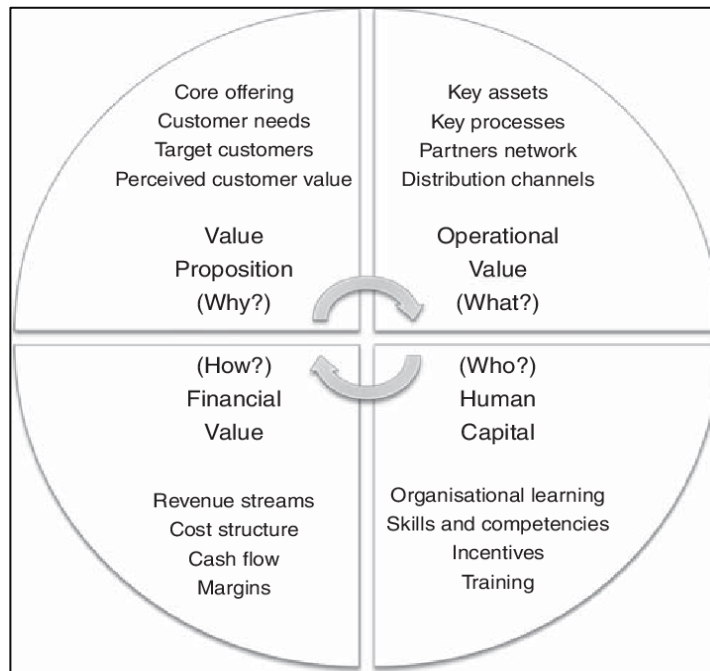 Core offering
Customer needs
Target customers
Perceived customer value
Value
Proposition
(Why?)
Key assets
Key processes
Partners network
Distribution channels
Operational
Value
(What?)
(How?)
Financial
Value
Revenue streams
Cost structure
Cash flow
Margins
(Who?)
Human
Capital
Organisational learning
Skills and competencies
Incentives
Training